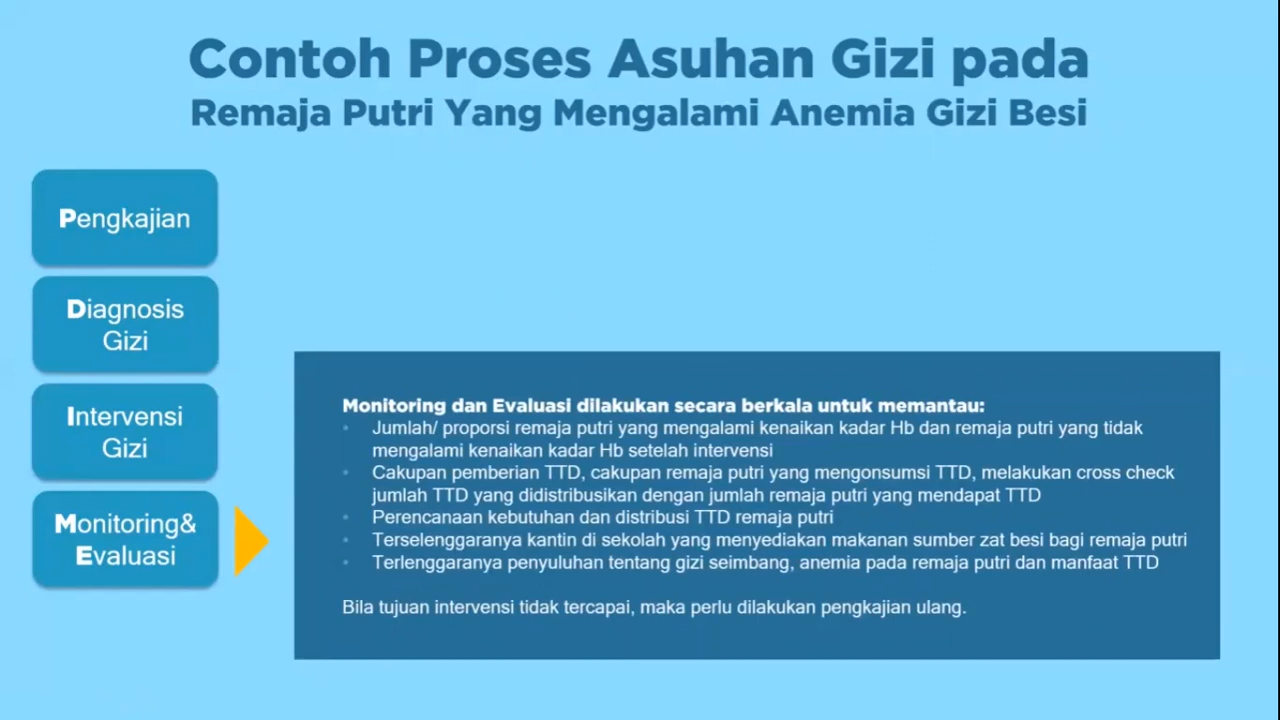 Contoh Proses Asuhan Gizi pada
Remaja Putri Yang Mengalami Anemia Gizi Besi
Pengkajian
Diagnosis
Gizi
Intervensi
Gizi
Monitoring&
Evaluasi
Monitoring dan Evaluasi dilakukan secara berkala untuk memantau:
• Jumlah/ proporsi remaja putri yang mengalami kenaikan kadar Hb dan remaja putri yang tidak
mengalami kenaikan kadar Hb setelah intervensi
• Cakupan pemberian TTD, cakupan remaja putri yang mengonsumsi TTD, melakukan cross check
jumlah TTD yang didistribusikan dengan jumlah remaja putri yang mendapat TTD
• Perencanaan kebutuhan dan distribusi TTD remaja putri
• Terselenggaranya kantin di sekolah yang menyediakan makanan sumber zat besi bagi remaja putri
• Terlenggaranya penyuluhan tentang gizi seimbang, anemia pada remaja putri dan manfaat TTD
Bila tujuan intervensi tidak tercapai, maka perlu dilakukan pengkajian ulang.